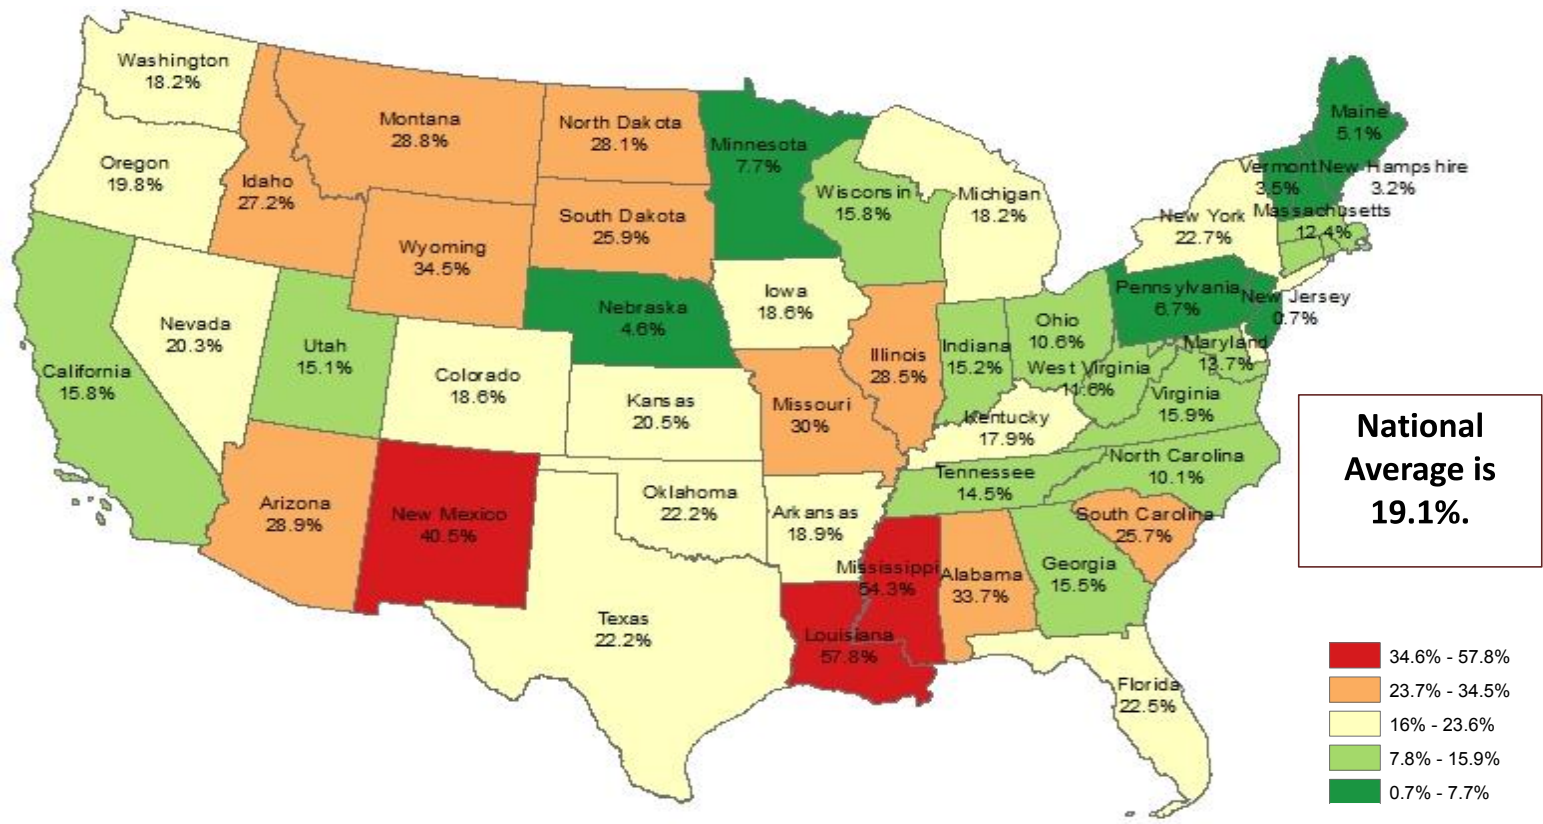 Washington
18.2%
Oregon
19.8%
Idaho
27.2%
Montana
28.8%
North Dakota
28.1%
Minnesota
7.7%
Wisconsin
15.8%
Michigan
18.2%
Maine
5.1%
Vermont
3.5%
New Hampshire
3.2%
Massachusetts
12.4%
New York
22.7%
South Dakota
25.9%
Wyoming
34.5%
Nebraska
4.6%
Iowa
18.6%
Pennsylvania
6.7%
New Jersey
0.7%
Nevada
20.3%
Utah
15.1%
California
15.8%
Colorado
18.6%
Kansas
20.5%
Missouri
30%
Illinois
28.5%
Indiana
15.2%
Ohio
10.6%
West Virginia
11.6%
Maryland
13.7%
Virginia
15.9%
Kentucky
17.9%
Tennessee
14.5%
North Carolina
10.1%
Arizona
28.9%
New Mexico
40.5%
Oklahoma
22.2%
Arkansas
18.9%
South Carolina
25.7%
Mississippi
54.3%
Alabama
33.7%
Georgia
15.5%
Texas
22.2%
Louisiana
57.8%
Florida
22.5%
National
Average is
19.1%.
34.6% - 57.8%
23.7% - 34.5%
16% - 23.6%
7.8% - 15.9%
0.7% - 7.7%